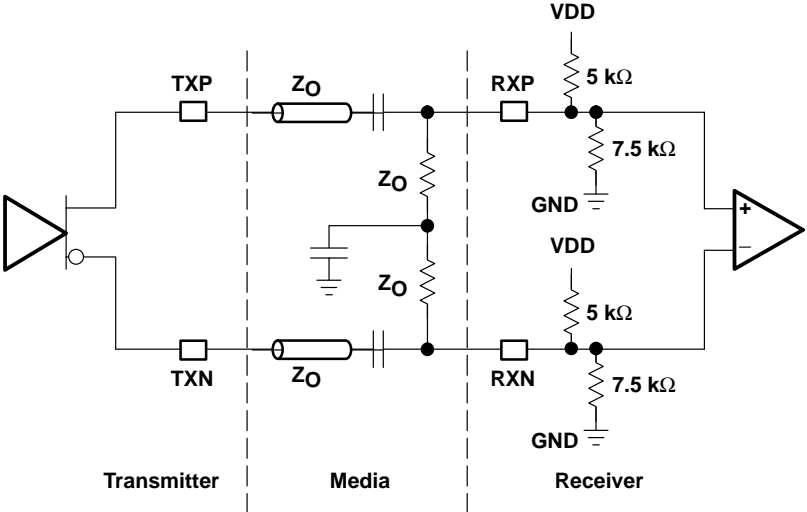 VDD
TXP
ZO
RXP
5 kΩ
7.5 kΩ
ZO
GND
+
VDD
−
ZO
5 kΩ
TXN
ZO
RXN
7.5 kΩ
GND
Transmitter
Media
Receiver